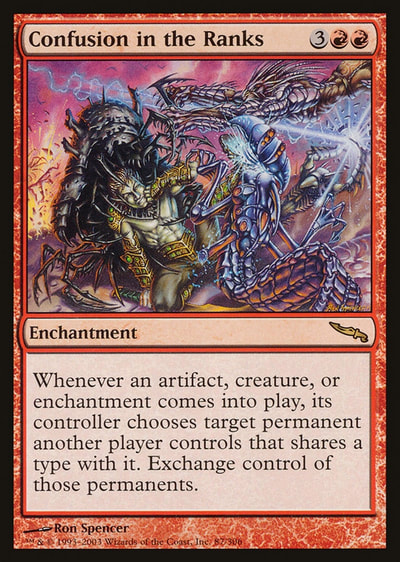 Confusion in the Ranks 3
Enchantment
Whenever an artifact, creature, or
enchantment comes into play, its
controller chooses target permanent
another player controls that shares a
type with it. Exchange control of
those permanents.
Ron Spencer
™ & © 1993–2003 Wizards of the Coast, Inc. 87/306